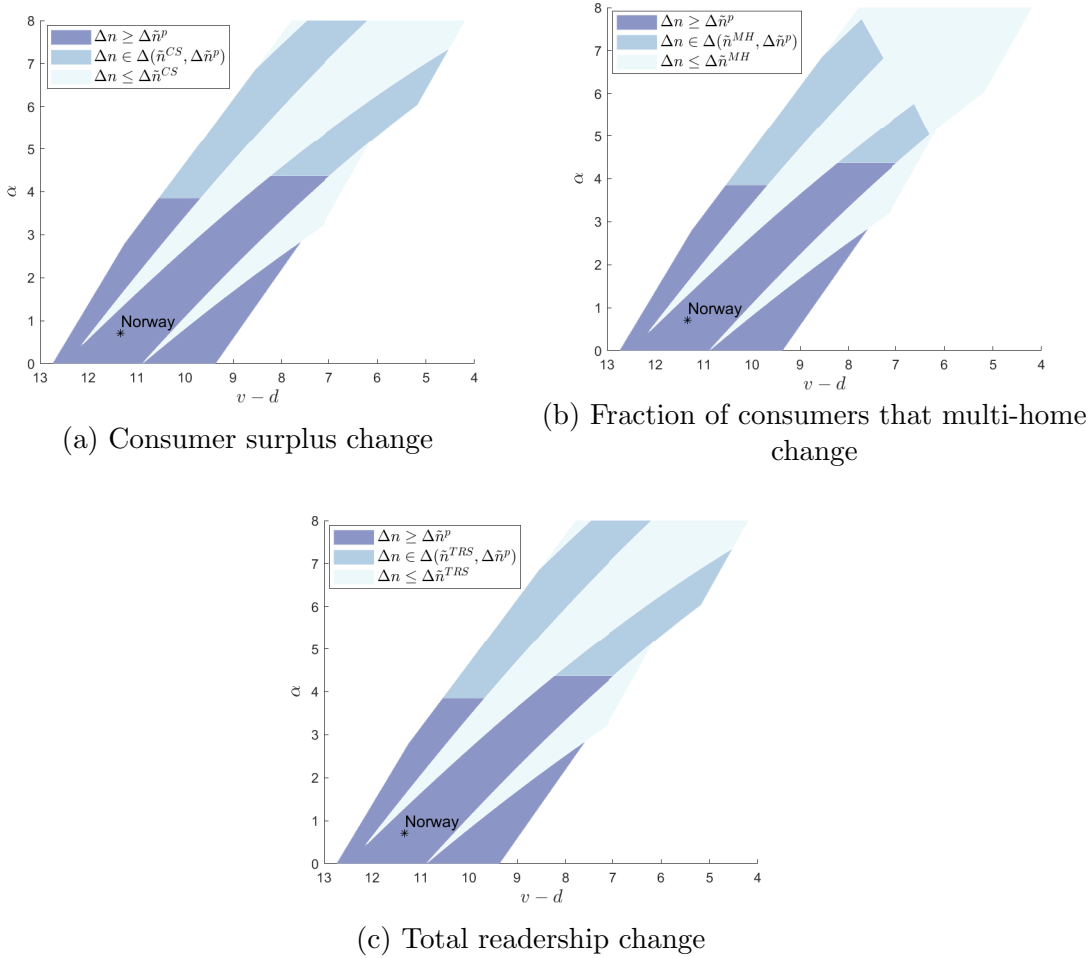 8
7
6
5
4
3
2
1
0
α
Δn ≥ Δñ^p
Δn ∈ Δ(ñ^CS, Δñ^p)
Δn ≤ Δñ^CS
Norway
13 12 11 10 9 8 7 6 5 4
v − d
(a) Consumer surplus change
8
7
6
5
4
3
2
1
0
α
Δn ≥ Δñ^p
Δn ∈ Δ(ñ^MH, Δñ^p)
Δn ≤ Δñ^MH
Norway
13 12 11 10 9 8 7 6 5 4
v − d
(b) Fraction of consumers that multi-home
change
8
7
6
5
4
3
2
1
0
α
Δn ≥ Δñ^p
Δn ∈ Δ(ñ^TRS, Δñ^p)
Δn ≤ Δñ^TRS
Norway
13 12 11 10 9 8 7 6 5 4
v − d
(c) Total readership change